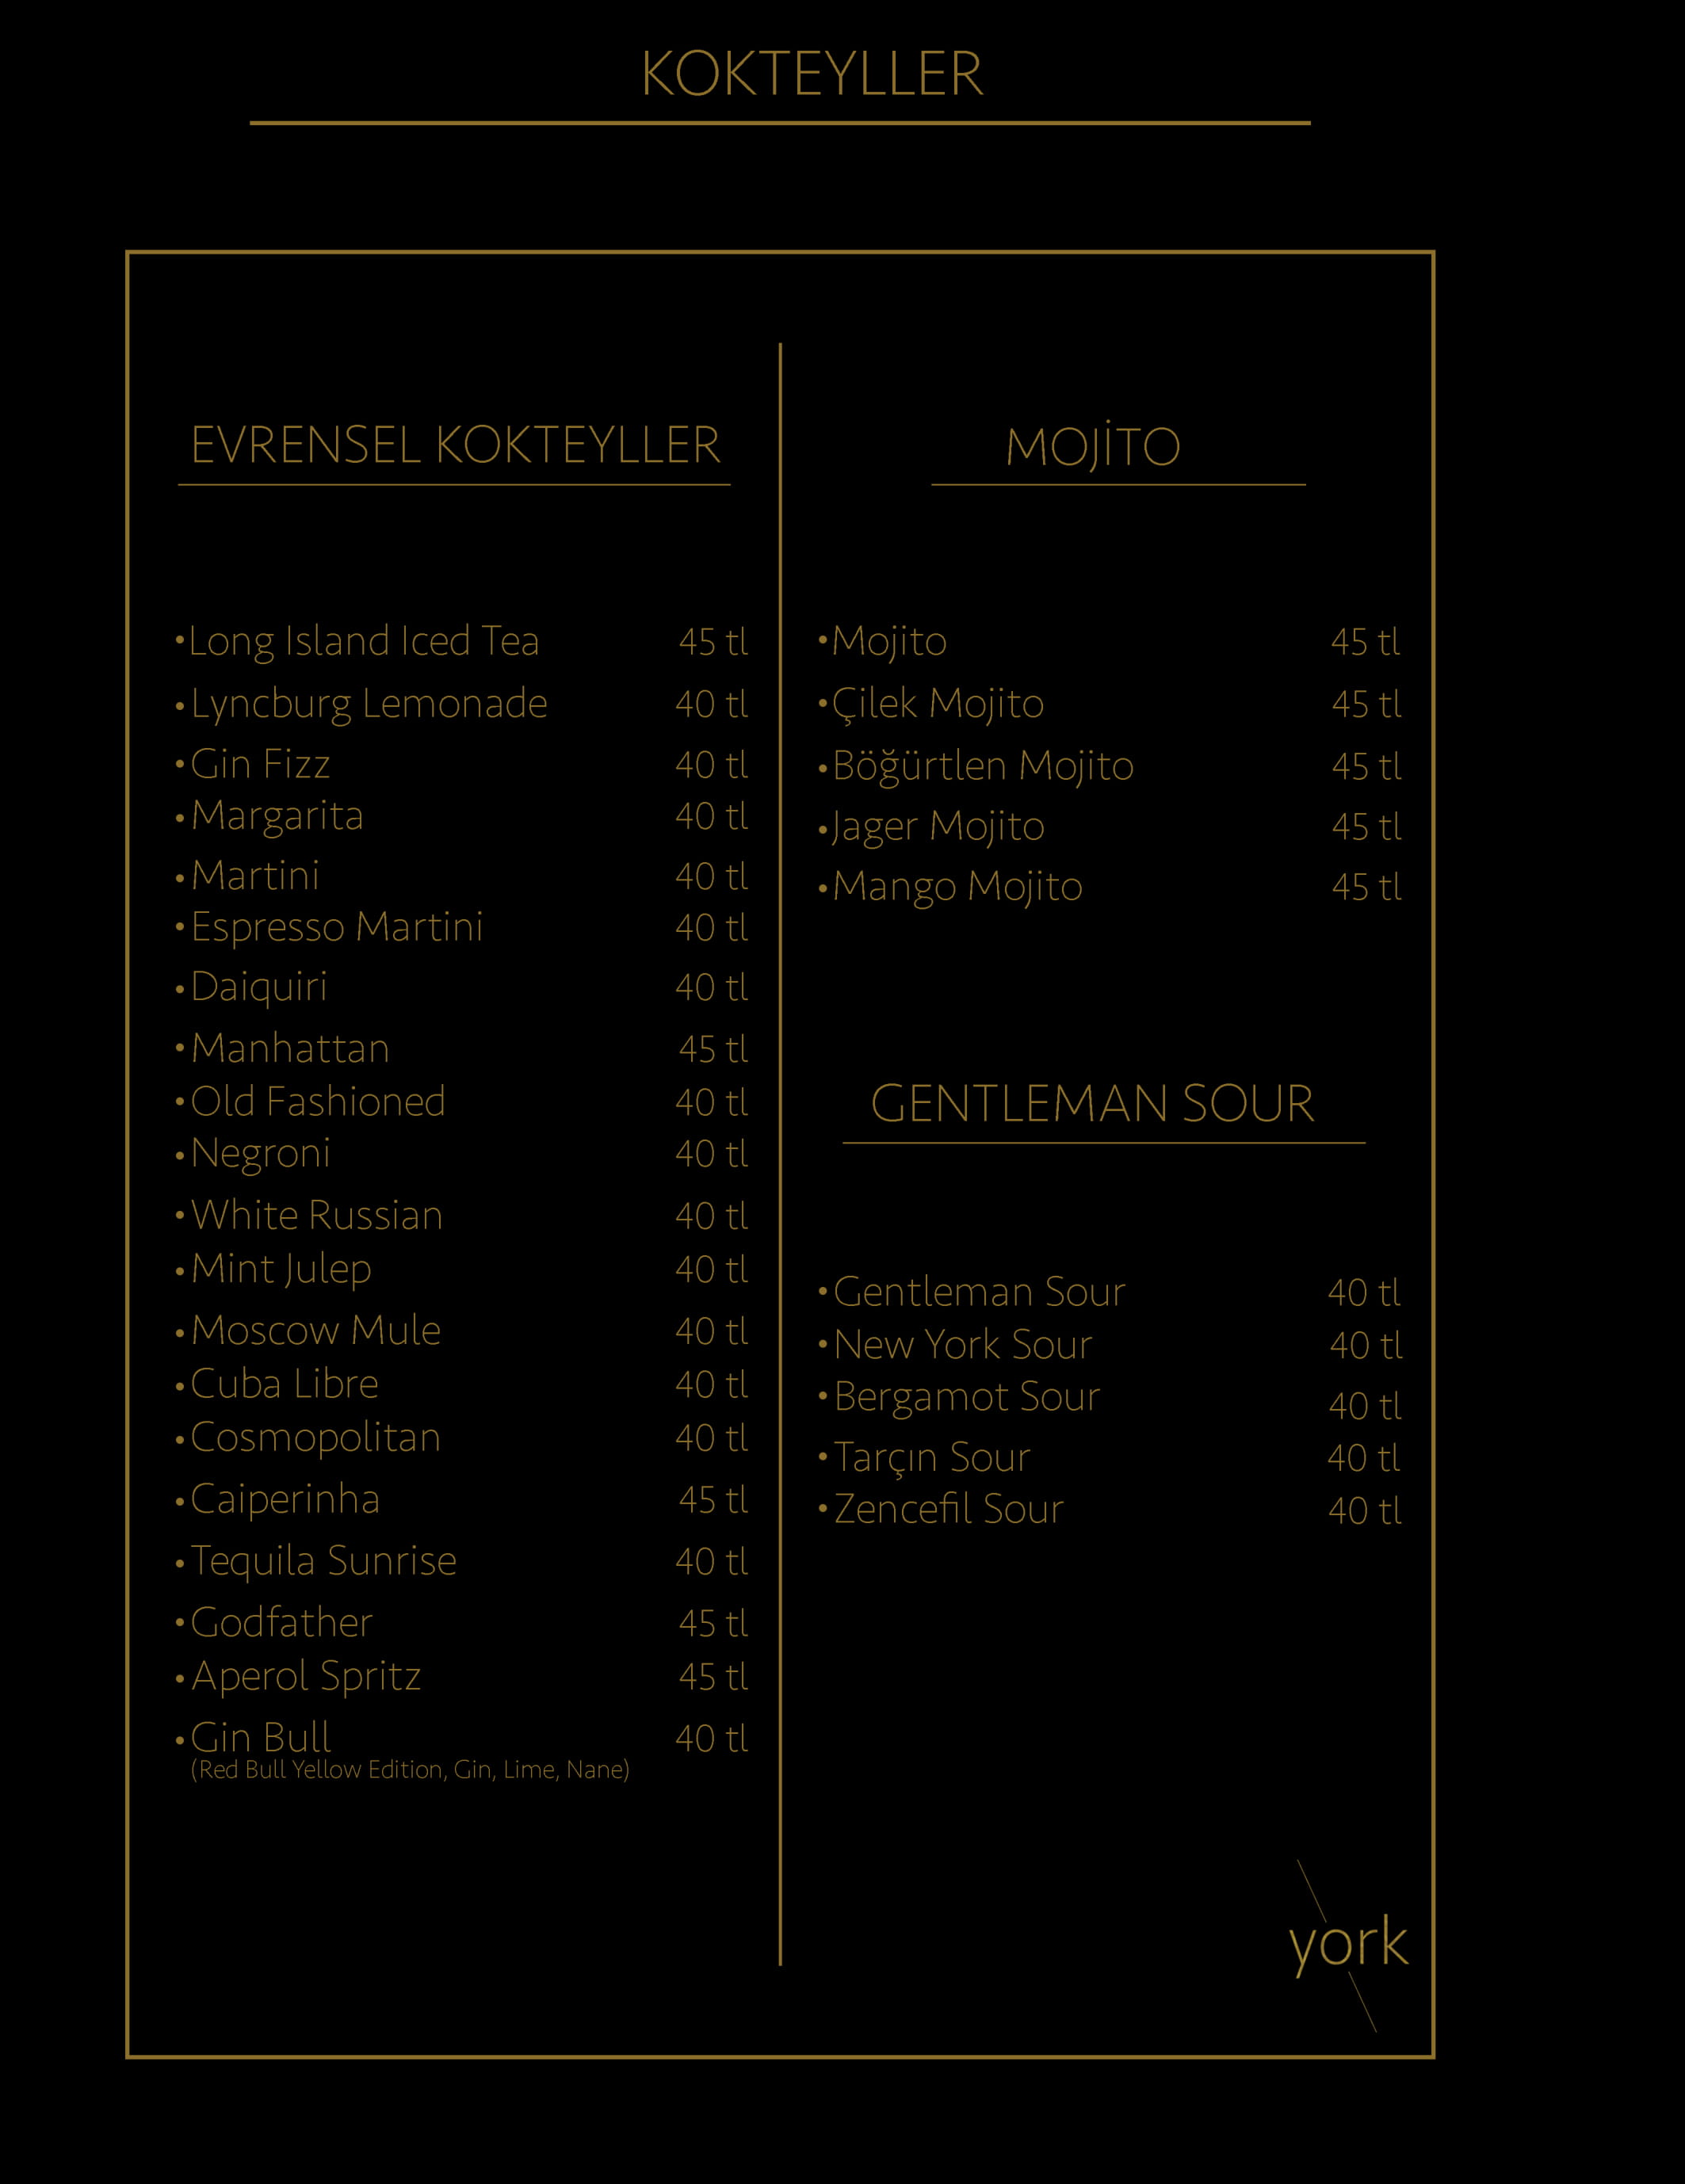 KOKTEYLLER
EVRENSEL KOKTEYLLER
•Long Island Iced Tea 45 tl
•Lyncburg Lemonade 40 tl
•Gin Fizz 40 tl
•Margarita 40 tl
•Martini 40 tl
•Espresso Martini 40 tl
•Daiquiri 40 tl
•Manhattan 45 tl
•Old Fashioned 40 tl
•Negroni 40 tl
•White Russian 40 tl
•Mint Julep 40 tl
•Moscow Mule 40 tl
•Cuba Libre 40 tl
•Cosmopolitan 40 tl
•Caiperinha 45 tl
•Tequila Sunrise 40 tl
•Godfather 45 tl
•Aperol Spritz 45 tl
•Gin Bull 40 tl
(Red Bull Yellow Edition, Gin, Lime, Nane)
MOJİTO
•Mojito 45 tl
•Çilek Mojito 45 tl
•Böğürtlen Mojito 45 tl
•Jager Mojito 45 tl
•Mango Mojito 45 tl
GENTLEMAN SOUR
•Gentleman Sour 40 tl
•New York Sour 40 tl
•Bergamot Sour 40 tl
•Tarçın Sour 40 tl
•Zencefil Sour 40 tl
york